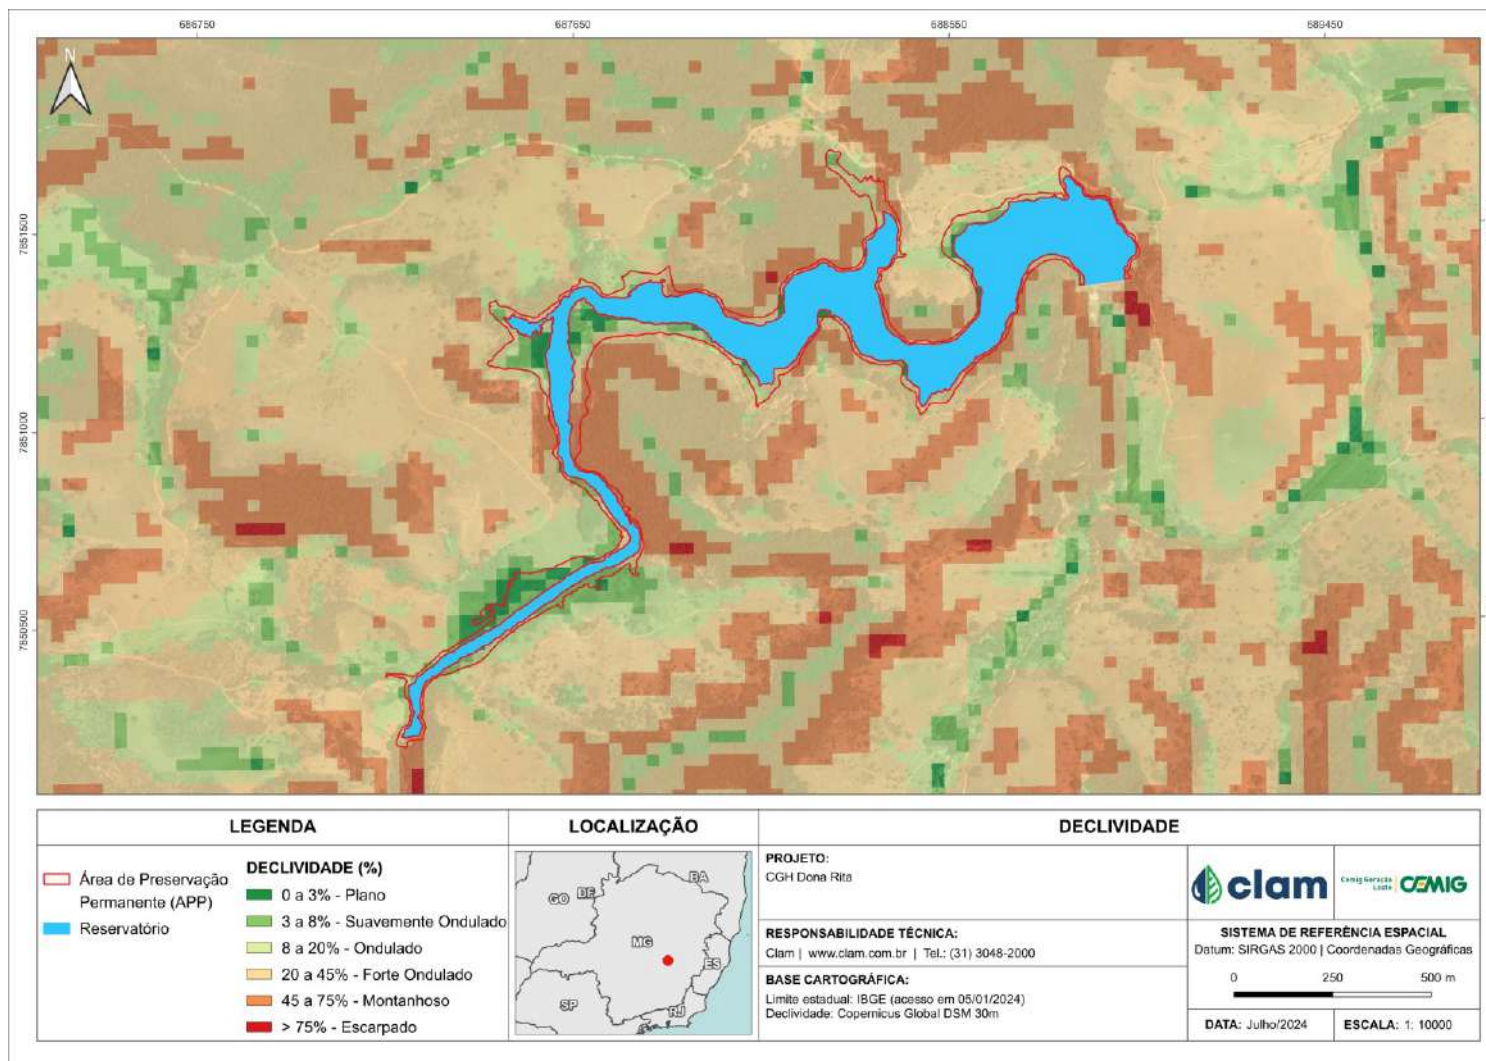 686750
687650
688550
689450
N
7851500
7851000
7850500
LEGENDA
Área de Preservação
Permanente (APP)
Reservatório
DECLIVIDADE (%)
0 a 3% - Plano
3 a 8% - Suavemente Ondulado
8 a 20% - Ondulado
20 a 45% - Forte Ondulado
45 a 75% - Montanhoso
> 75% - Escarpado
LOCALIZAÇÃO
BA
DF
GO
MG
ES
SP
RJ
DECLIVIDADE
PROJETO:
CGH Dona Rita
RESPONSABILIDADE TÉCNICA:
Clam | www.clam.com.br | Tel.: (31) 3048-2000
BASE CARTOGRÁFICA:
Limite estadual: IBGE (acesso em 05/01/2024)
Declividade: Copernicus Global DSM 30m
clam
Cemig Geração
Leste
CEMIG
SISTEMA DE REFERÊNCIA ESPACIAL
Datum: SIRGAS 2000 | Coordenadas Geográficas
0 250 500 m
DATA: Julho/2024
ESCALA: 1: 10000